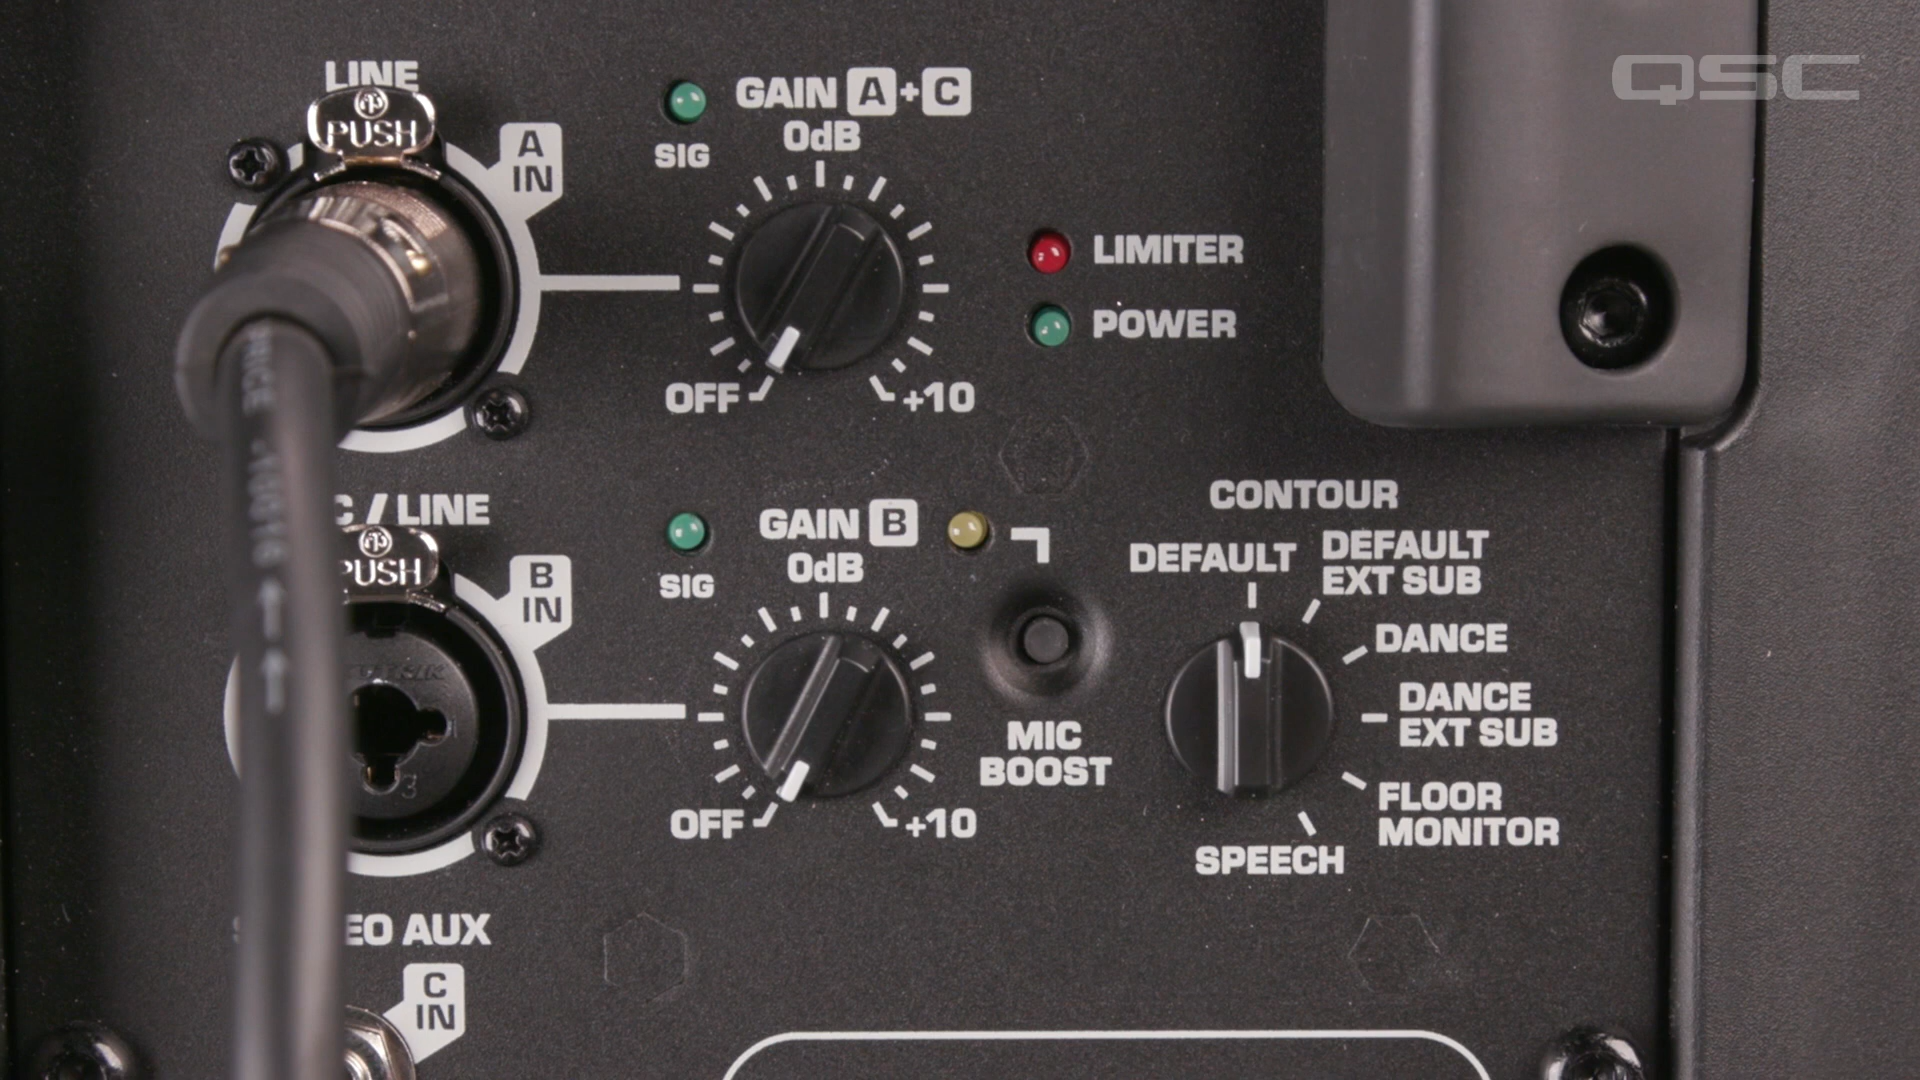 QSC
LINE
PUSH
A
IN
SIG
GAIN A+C
0dB
OFF
+10
LIMITER
POWER
/ LINE
PUSH
B
IN
SIG
GAIN B
0dB
OFF
+10
MIC
BOOST
CONTOUR
DEFAULT
DEFAULT
EXT SUB
DANCE
DANCE
EXT SUB
FLOOR
MONITOR
SPEECH
3
AUX
C
IN